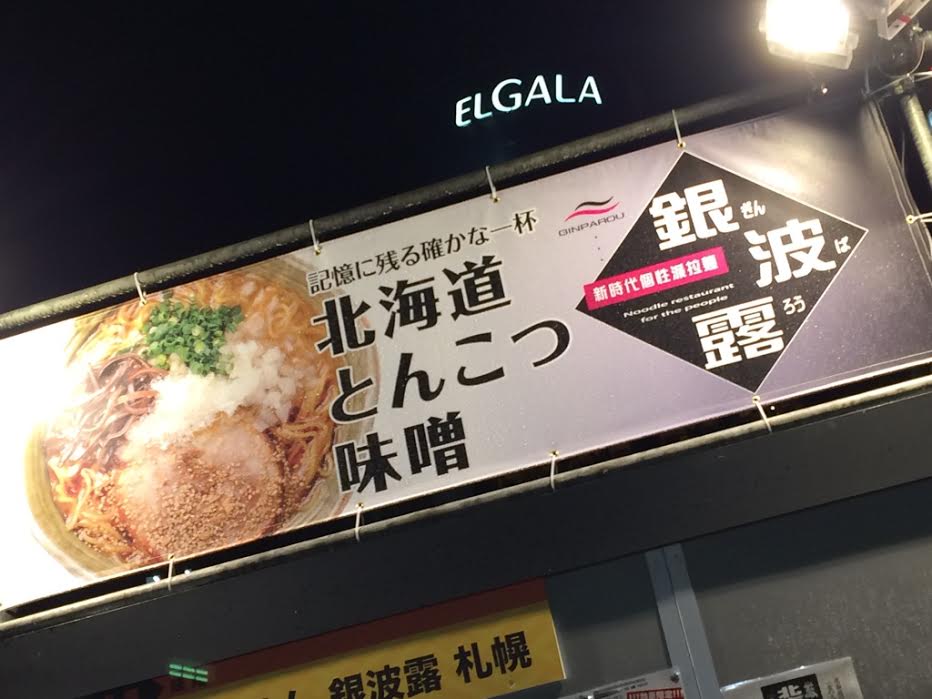 ELGALA
記憶に残る確かな一杯
北海道
とんこつ
味噌
GINPAROU
銀
ぎん
波
ば
新時代個性派拉麺
Noodle restaurant
for the people
露
ろう
銀波露 札幌